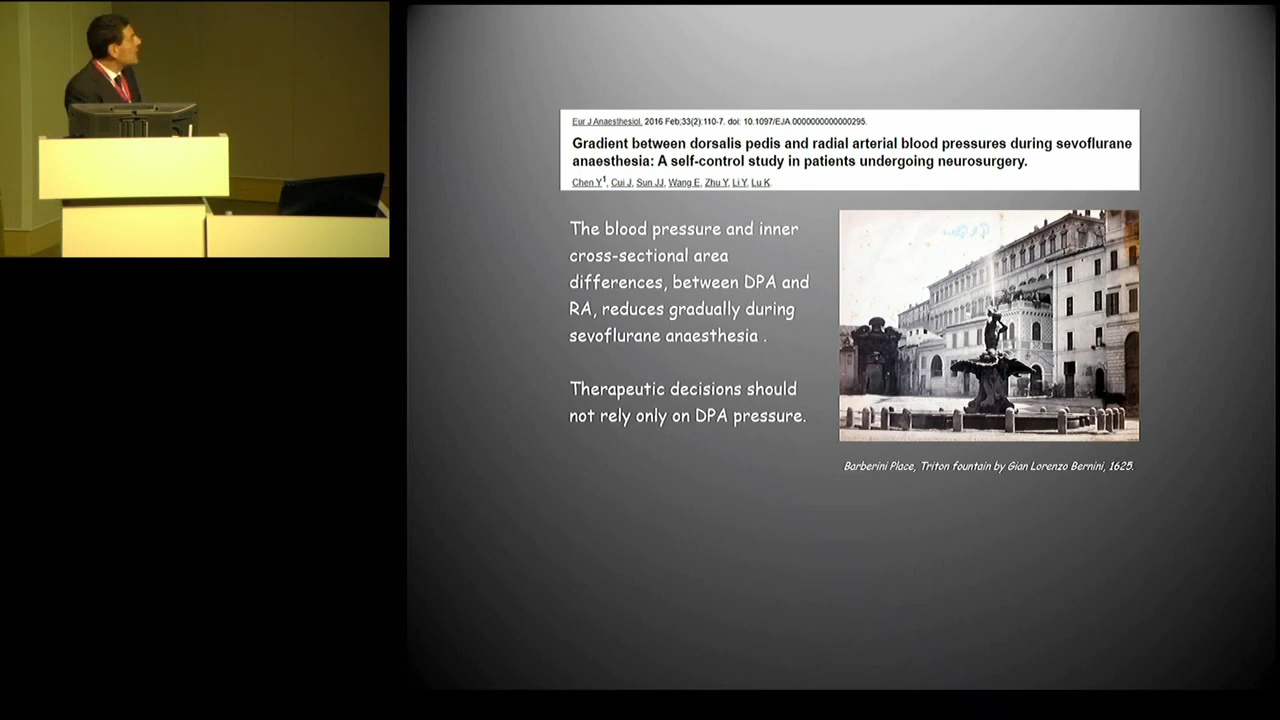 Eur J Anaesthesiol. 2016 Feb;33(2):110-7. doi: 10.1097/EJA.0000000000000295.
Gradient between dorsalis pedis and radial arterial blood pressures during sevoflurane
anaesthesia: A self-control study in patients undergoing neurosurgery.
Chen Y1, Cui J, Sun JJ, Wang E, Zhu Y, Li Y, Lu K.
The blood pressure and inner
cross-sectional area
differences, between DPA and
RA, reduces gradually during
sevoflurane anaesthesia .
Therapeutic decisions should
not rely only on DPA pressure.
Barberini Place, Triton fountain by Gian Lorenzo Bernini, 1625.